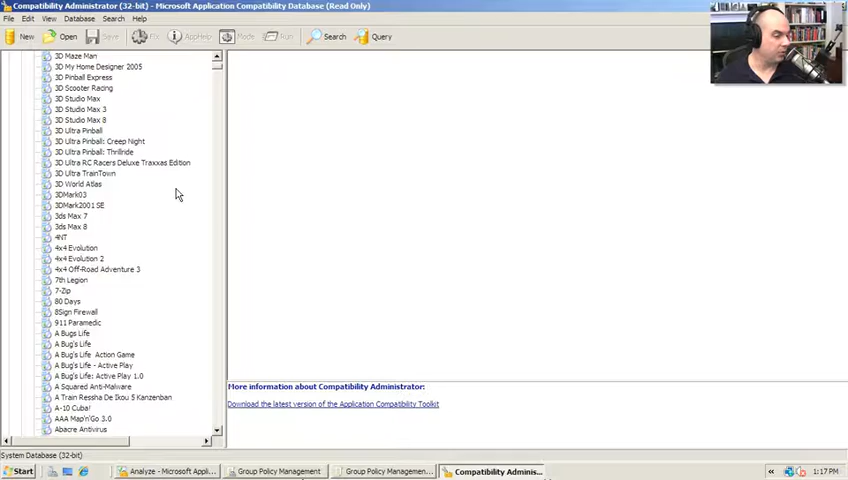 Compatibility Administrator (32-bit) - Microsoft Application Compatibility Database (Read Only)
File Edit View Database Search Help
New Open Save Fix AppHelp Mode Run Search Query
3D Maze Man
3D My Home Designer 2005
3D Pinball Express
3D Scooter Racing
3D Studio Max
3D Studio Max 3
3D Studio Max 8
3D Ultra Pinball
3D Ultra Pinball: Creep Night
3D Ultra Pinball: Thrillride
3D Ultra RC Racers Deluxe Traxxas Edition
3D Ultra TrainTown
3D World Atlas
3DMark03
3DMark2001 SE
3ds Max 7
3ds Max 8
4NT
4x4 Evolution
4x4 Evolution 2
4x4 Off-Road Adventure 3
7th Legion
7-Zip
80 Days
8Sign Firewall
911 Paramedic
A Bugs Life
A Bug's Life
A Bug's Life Action Game
A Bug's Life - Active Play
A Bug's Life: Active Play 1.0
A Squared Anti-Malware
A Train Ressha De Ikou 5 Kanzenban
A-10 Cuba!
AAA Map'n'Go 3.0
Abacre Antivirus
More information about Compatibility Administrator:
Download the latest version of the Application Compatibility Toolkit
System Database (32-bit)
Start Analyze - Microsoft Appli... Group Policy Management Group Policy Managemen... Compatibility Adminis... « 1:17 PM